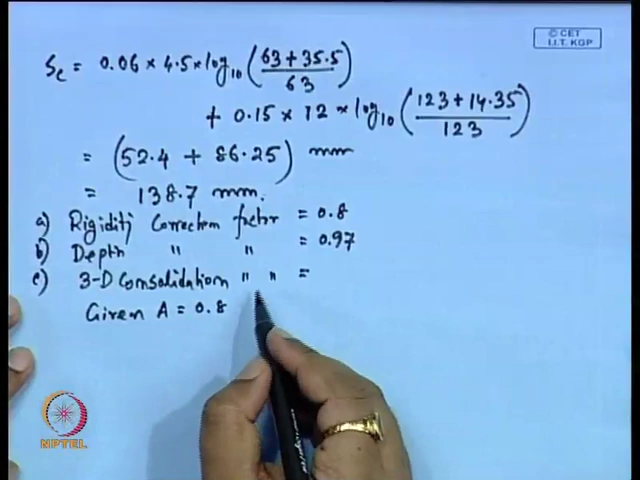 © CET
I.I.T. KGP
Sc = 0.06 × 4.5 × log10 (63 + 35.5 / 63)
+ 0.15 × 12 × log10 (123 + 14.35 / 123)
= (52.4 + 86.25) mm
= 138.7 mm.
a) Rigidity Correction factor = 0.8
b) Depth " " = 0.97
c) 3-D Consolidation " " =
Given A = 0.8
NPTEL